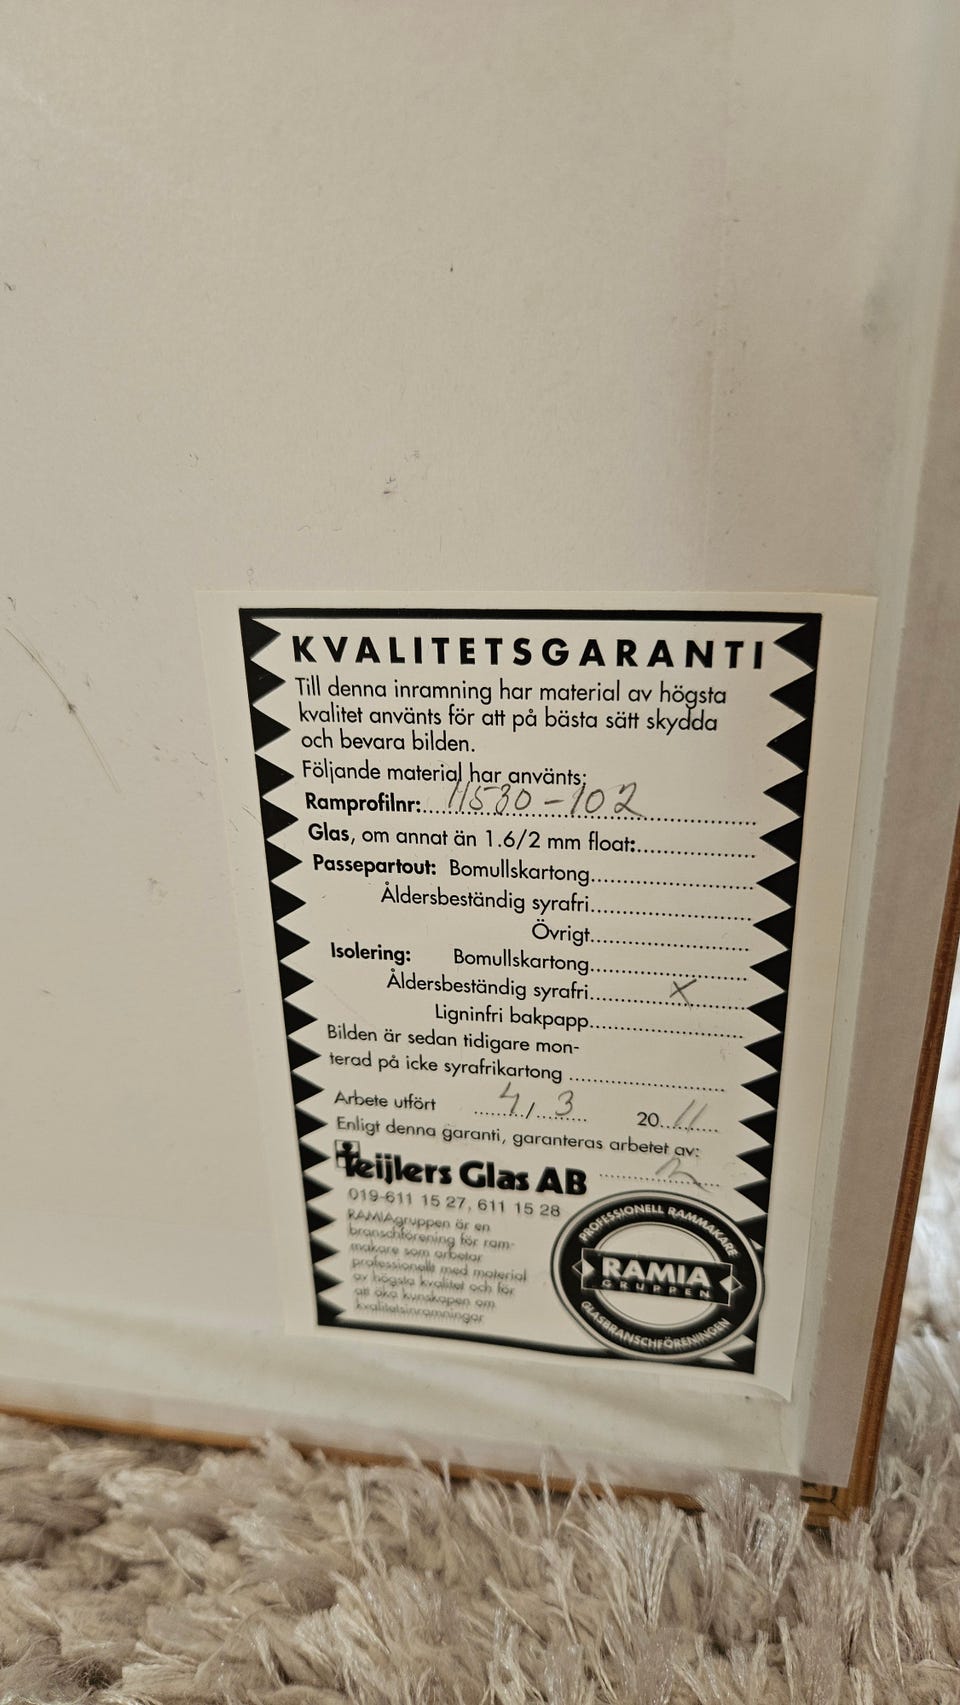 KVALITETSGARANTI
Till denna inramning har material av högsta
kvalitet använts för att på bästa sätt skydda
och bevara bilden.
Följande material har använts:
Ramprofilnr:....11530-102....
Glas, om annat än 1.6/2 mm float:....
Passepartout: Bomullskartong....
Åldersbeständig syrafri....
Övrigt....
Isolering: Bomullskartong....
Åldersbeständig syrafri....X....
Ligninfri bakpapp....
Bilden är sedan tidigare mon-
terad på icke syrafrikartong ....
Arbete utfört ....4./.3.... 20..11....
Enligt denna garanti, garanteras arbetet av:
Teijlers Glas AB ....
019-611 15 27, 611 15 28
RAMIAgruppen är en
branschförening för ram-
makare som arbetar
professionellt med material
av högsta kvalitet och för
att öka kunskapen om
kvalitetsinramningar
PROFESSIONELL RAMMAKARE
RAMIA
GRUPPEN
GLASBRANSCHFÖRENINGEN